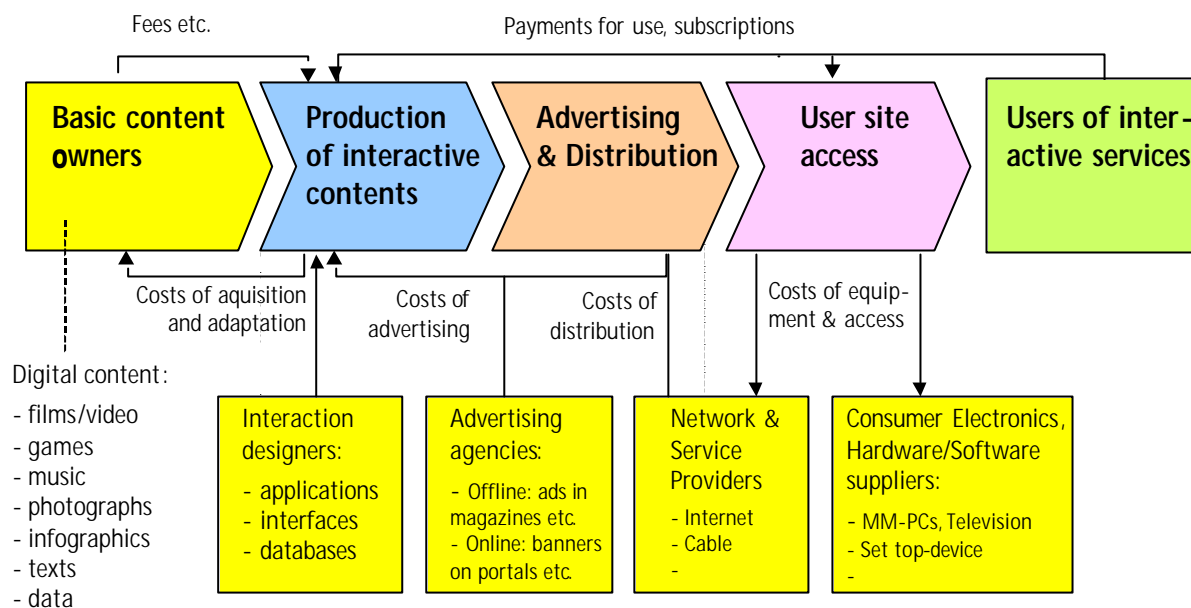 Fees etc.
Payments for use, subscriptions
Basic content
owners
Production
of interactive
contents
Advertising
& Distribution
User site
access
Users of inter-
active services
Costs of aquisition
and adaptation
Costs of
advertising
Costs of
distribution
Costs of equip-
ment & access
Digital content:
- films/video
- games
- music
- photographs
- infographics
- texts
- data
Interaction
designers:
- applications
- interfaces
- databases
Advertising
agencies:
- Offline: ads in
magazines etc.
- Online: banners
on portals etc.
Network &
Service
Providers
- Internet
- Cable
-
Consumer Electronics,
Hardware/Software
suppliers:
- MM-PCs, Television
- Set top-device
-